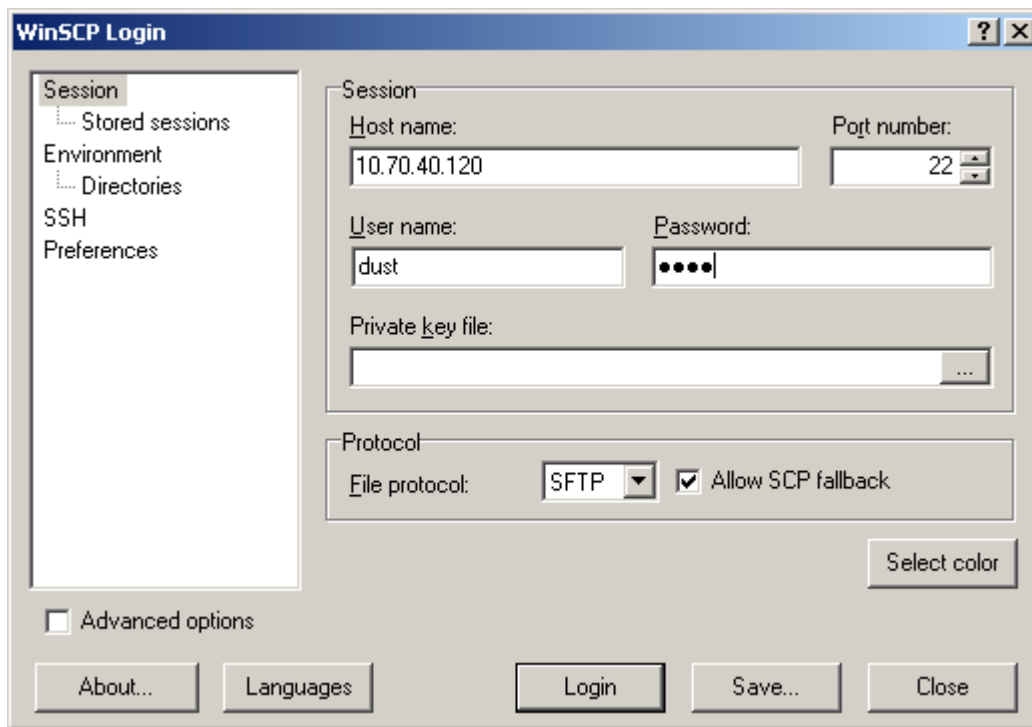 WinSCP Login
Session
Stored sessions
Environment
Directories
SSH
Preferences
Session
Host name:
Port number:
10.70.40.120
22
User name:
Password:
dust
••••
Private key file:
...
Protocol
File protocol:
SFTP
Allow SCP fallback
Select color
Advanced options
About...
Languages
Login
Save...
Close